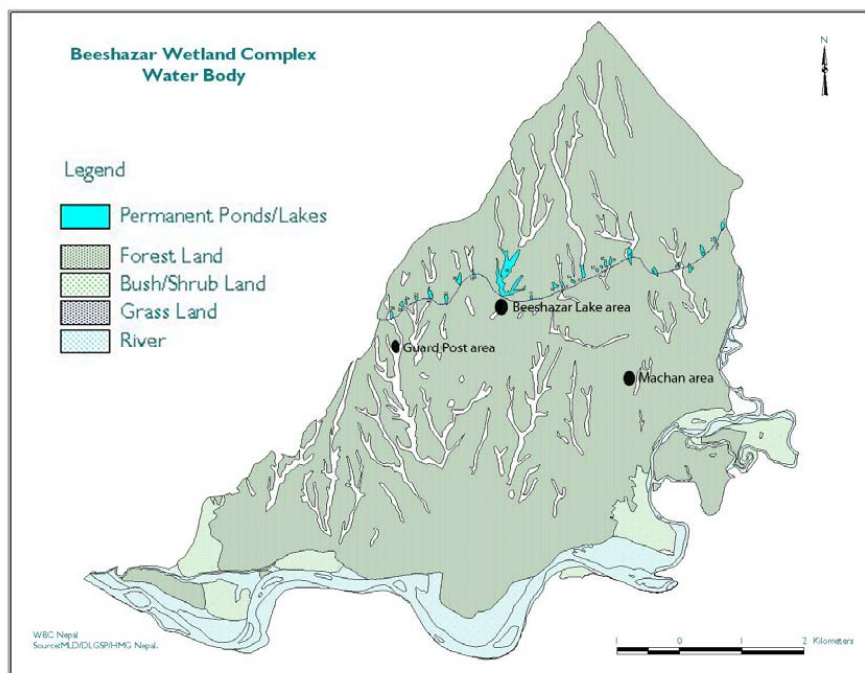 Beeshazar Wetland Complex
Water Body
N
Legend
Permanent Ponds/Lakes
Forest Land
Bush/Shrub Land
Grass Land
River
Beeshazar Lake area
Guard Post area
Machan area
WBC Nepal
Source:MLD/DLGSP/HMG Nepal.
1 0 1 2 Kilometers